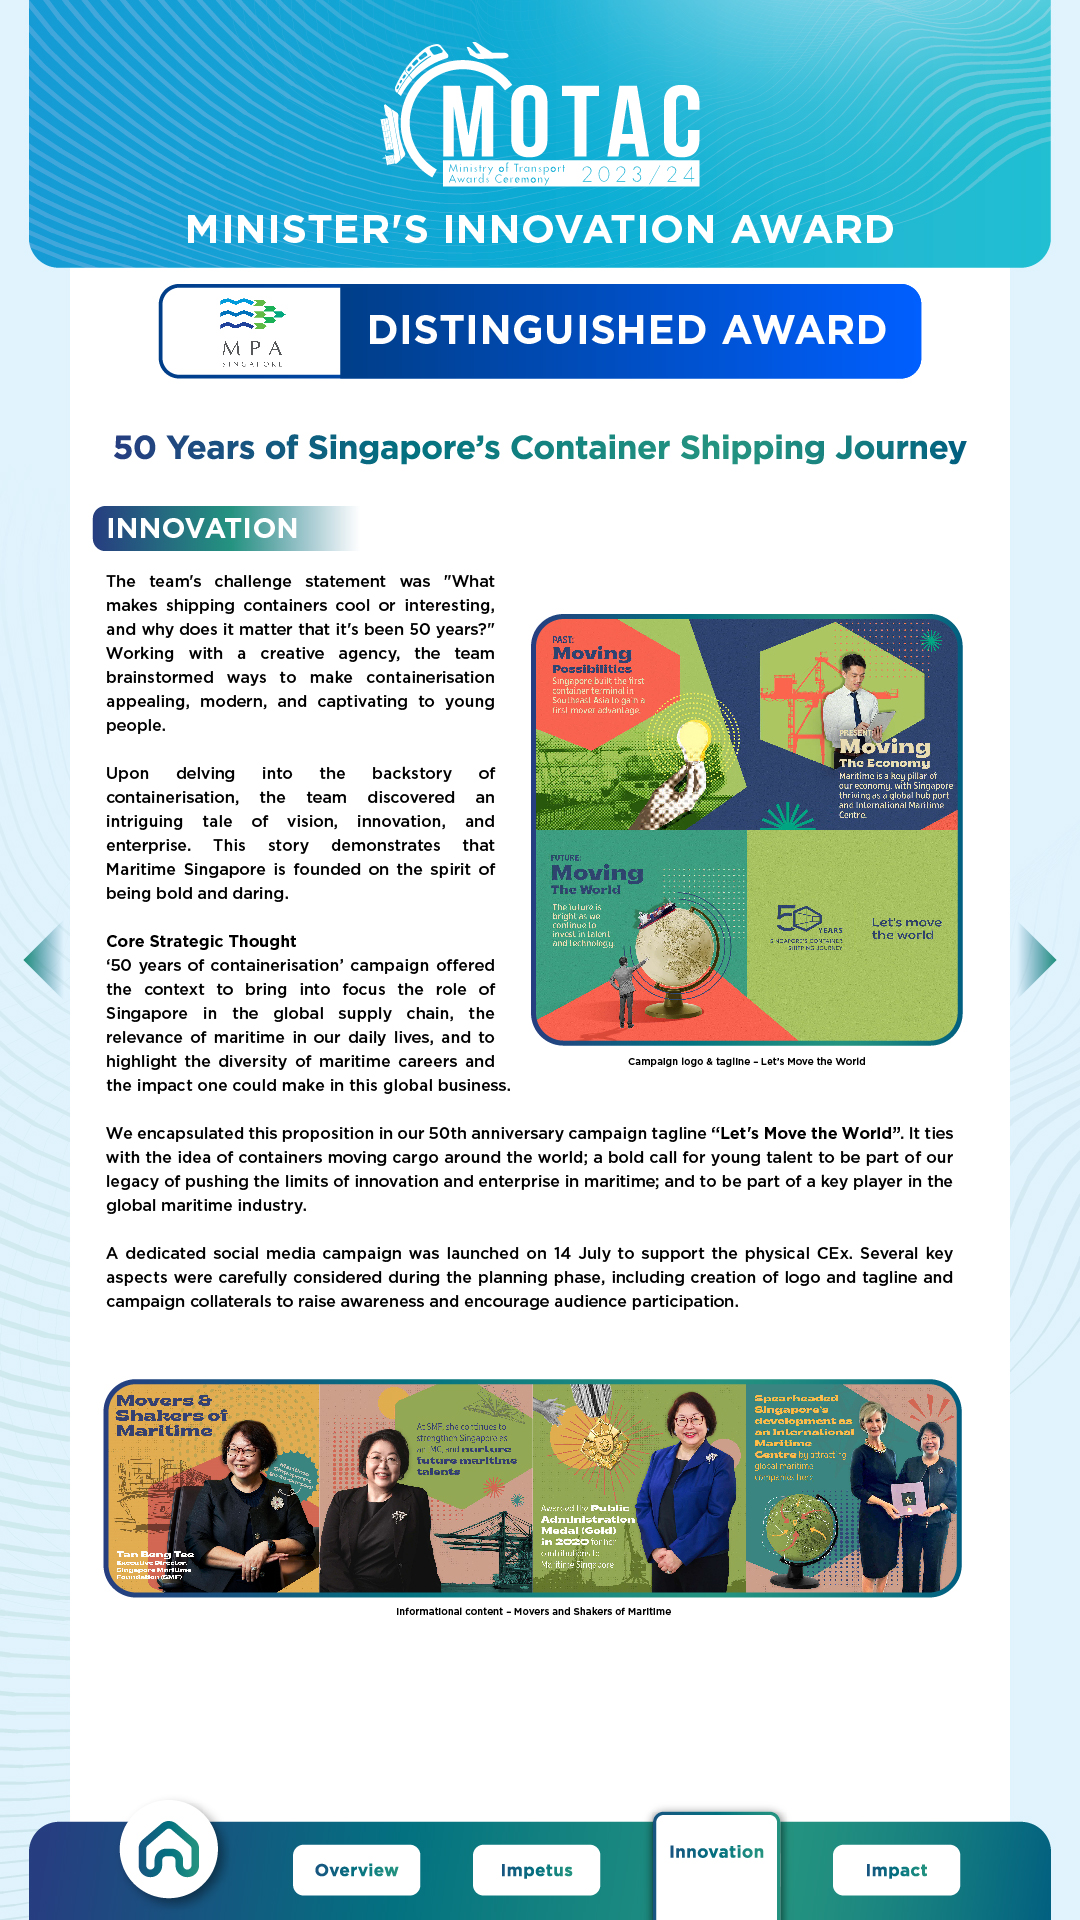 MOTAC
Ministry of Transport
Awards Ceremony
2023/24
MINISTER'S INNOVATION AWARD
MPA
SINGAPORE
DISTINGUISHED AWARD
50 Years of Singapore’s Container Shipping Journey
INNOVATION
The team's challenge statement was "What
makes shipping containers cool or interesting,
and why does it matter that it's been 50 years?"
Working with a creative agency, the team
brainstormed ways to make containerisation
appealing, modern, and captivating to young
people.
Upon delving into the backstory of
containerisation, the team discovered an
intriguing tale of vision, innovation, and
enterprise. This story demonstrates that
Maritime Singapore is founded on the spirit of
being bold and daring.
Core Strategic Thought
‘50 years of containerisation’ campaign offered
the context to bring into focus the role of
Singapore in the global supply chain, the
relevance of maritime in our daily lives, and to
highlight the diversity of maritime careers and
the impact one could make in this global business.
PAST:
Moving
Possibilities
Singapore built the first
container terminal in
Southeast Asia to gain a
first mover advantage.
PRESENT:
Moving
The Economy
Maritime is a key pillar of
our economy, with Singapore
thriving as a global hub port
and International Maritime
Centre.
FUTURE:
Moving
The World
The future is
bright as we
continue to
invest in talent
and technology
50 YEARS
SINGAPORE'S CONTAINER
SHIPPING JOURNEY
Let's move
the world
Campaign logo & tagline – Let's Move the World
We encapsulated this proposition in our 50th anniversary campaign tagline “Let's Move the World”. It ties
with the idea of containers moving cargo around the world; a bold call for young talent to be part of our
legacy of pushing the limits of innovation and enterprise in maritime; and to be part of a key player in the
global maritime industry.
A dedicated social media campaign was launched on 14 July to support the physical CEx. Several key
aspects were carefully considered during the planning phase, including creation of logo and tagline and
campaign collaterals to raise awareness and encourage audience participation.
Movers &
Shakers of
Maritime
Tan Beng Tee
Executive Director,
Singapore Maritime
Foundation (SMF)
At SMF, she continues to
strengthen Singapore as
an IMC, and nurture
future maritime
talents
Awarded the Public
Administration
Medal (Gold)
in 2020 for her
contributions to
Maritime Singapore
Spearheaded
Singapore's
development as
an International
Maritime
Centre by attracting
global maritime
companies here
Informational content – Movers and Shakers of Maritime
Overview
Impetus
Innovation
Impact